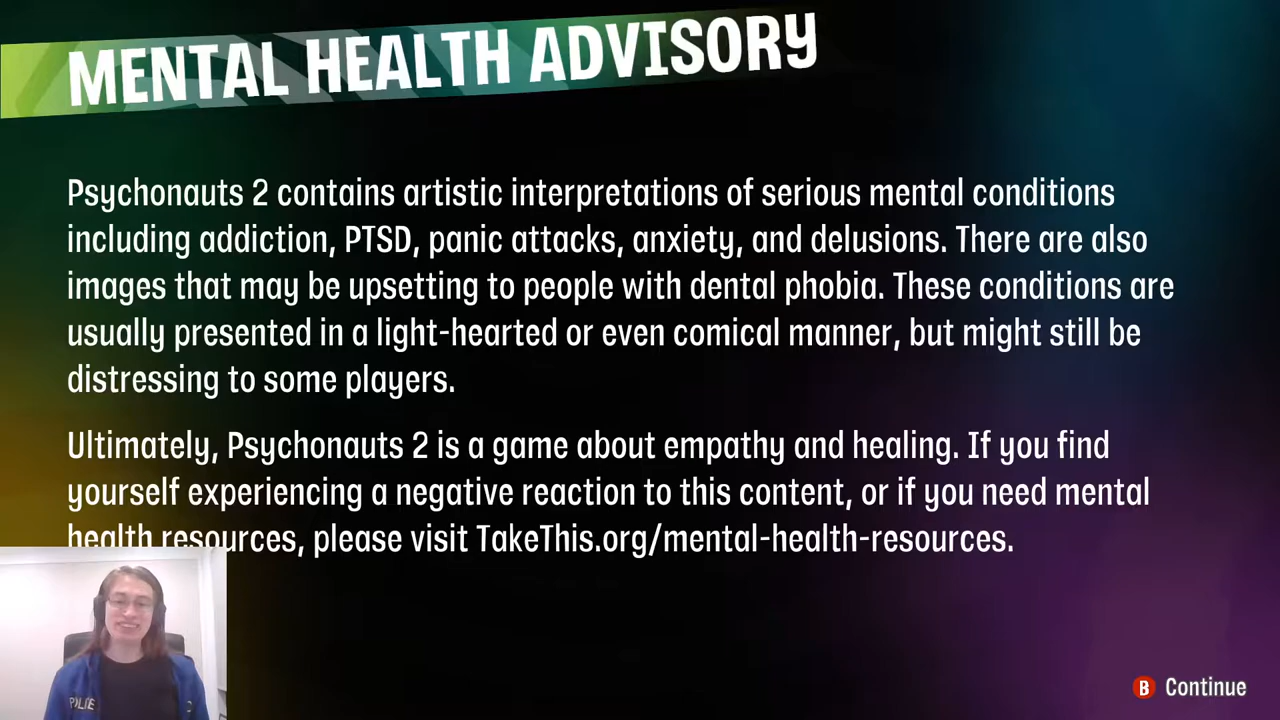 MENTAL HEALTH ADVISORY
Psychonauts 2 contains artistic interpretations of serious mental conditions
including addiction, PTSD, panic attacks, anxiety, and delusions. There are also
images that may be upsetting to people with dental phobia. These conditions are
usually presented in a light-hearted or even comical manner, but might still be
distressing to some players.
Ultimately, Psychonauts 2 is a game about empathy and healing. If you find
yourself experiencing a negative reaction to this content, or if you need mental
health resources, please visit TakeThis.org/mental-health-resources.
POLICE
B Continue